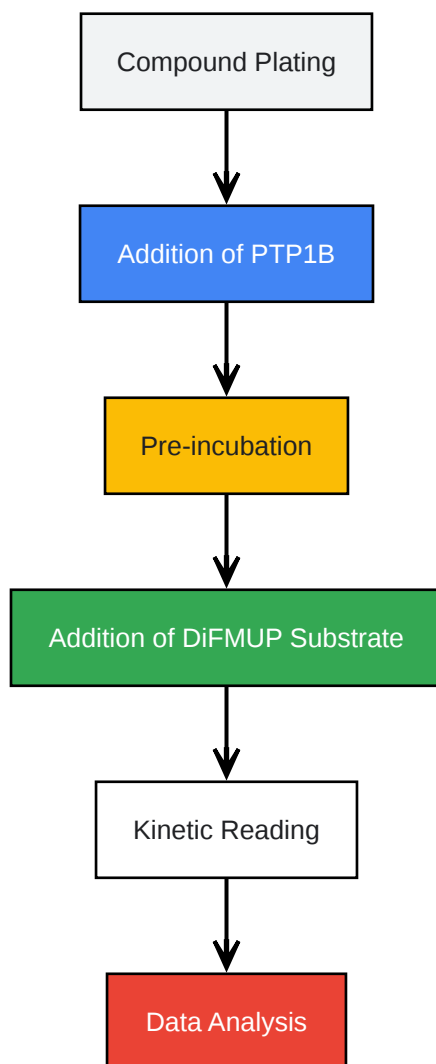 Compound Plating
Addition of PTP1B
Pre-incubation
Addition of DiFMUP Substrate
Kinetic Reading
Data Analysis